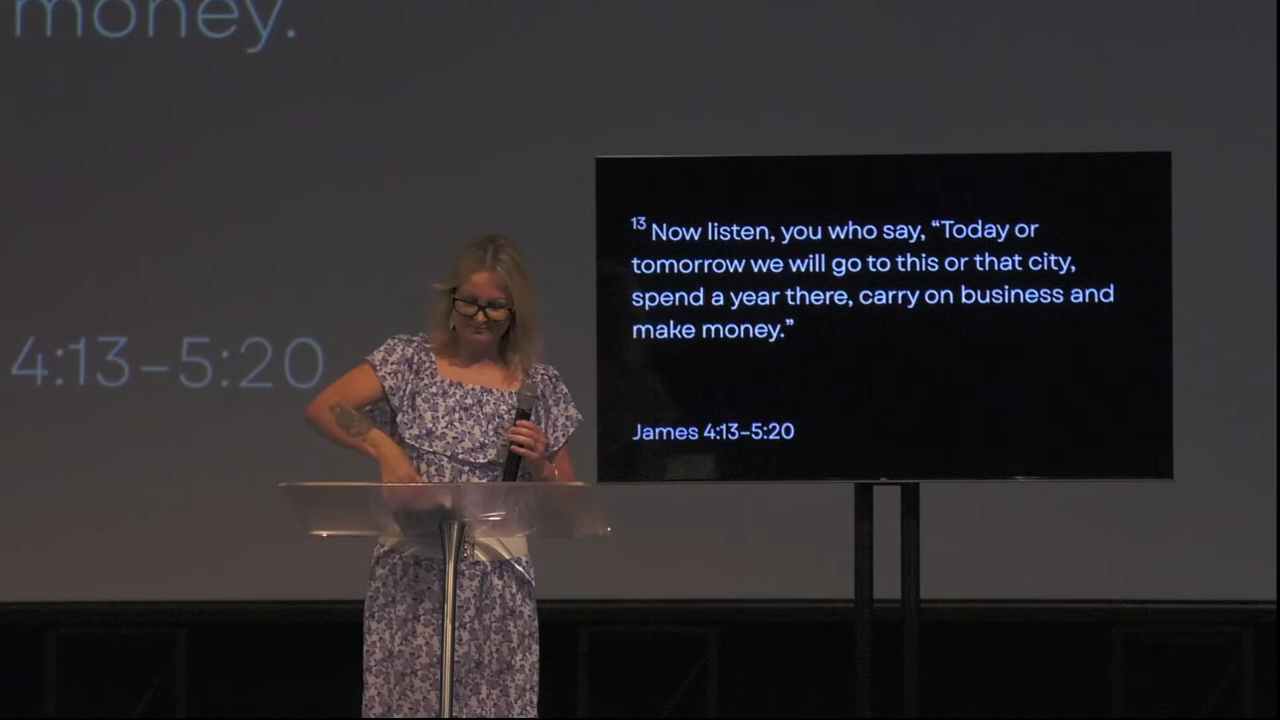 money.
4:13–5:20
¹³ Now listen, you who say, “Today or
tomorrow we will go to this or that city,
spend a year there, carry on business and
make money.”
James 4:13–5:20